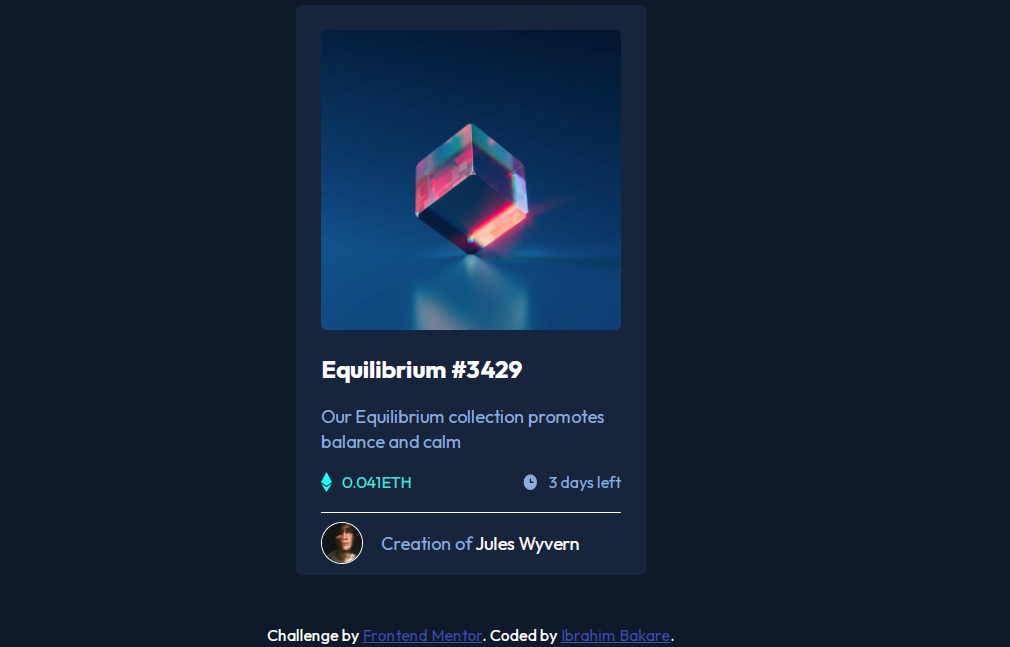 Equilibrium #3429
Our Equilibrium collection promotes
balance and calm
0.041ETH 3 days left
Creation of Jules Wyvern
Challenge by Frontend Mentor. Coded by Ibrahim Bakare.